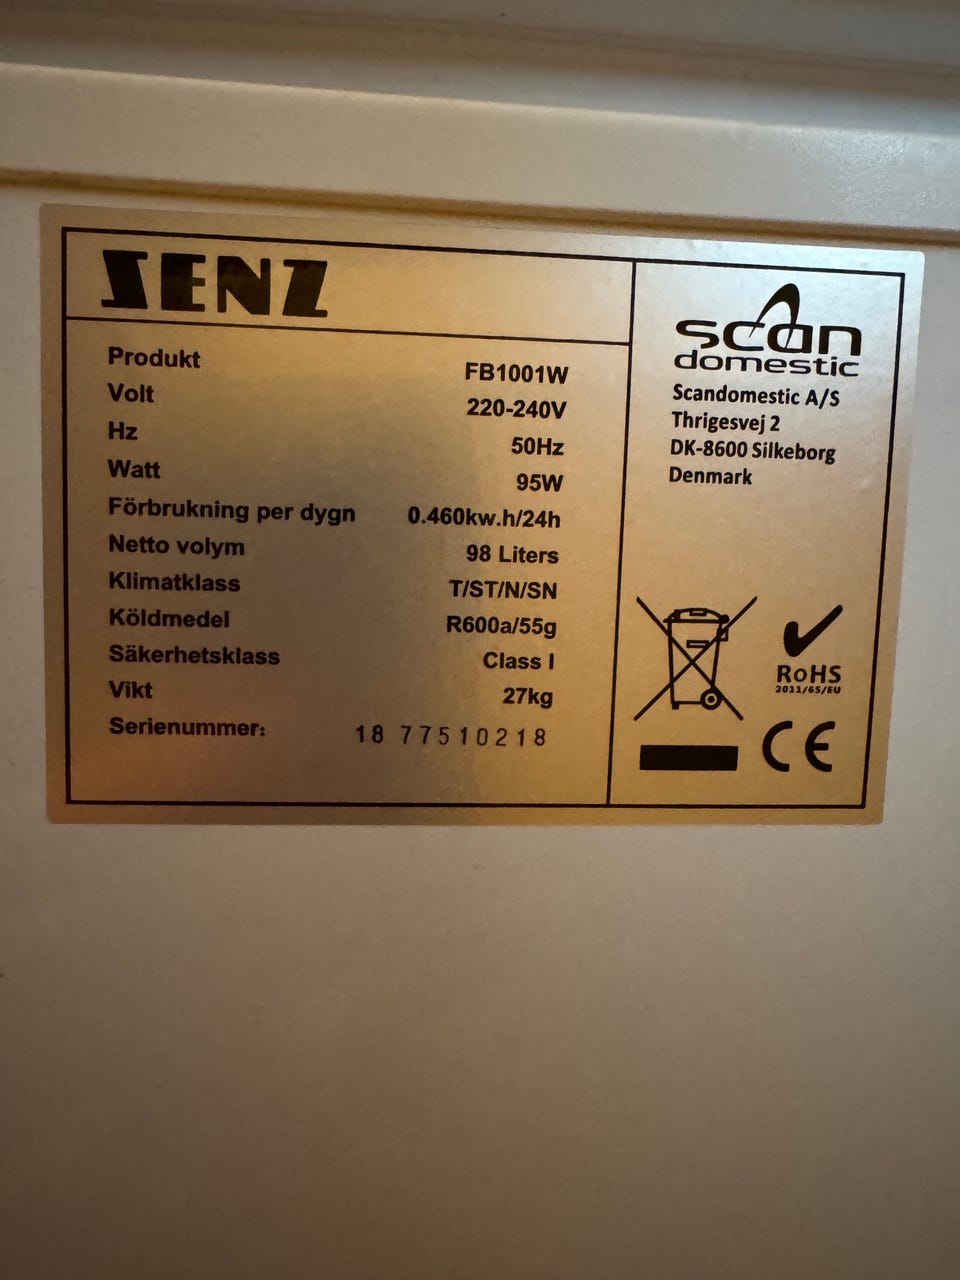 SENZ
Produkt FB1001W
Volt 220-240V
Hz 50Hz
Watt 95W
Förbrukning per dygn 0.460kw.h/24h
Netto volym 98 Liters
Klimatklass T/ST/N/SN
Köldmedel R600a/55g
Säkerhetsklass Class I
Vikt 27kg
Serienummer: 18 77510218
scan
domestic
Scandomestic A/S
Thrigesvej 2
DK-8600 Silkeborg
Denmark
RoHS
2011/65/EU
CE